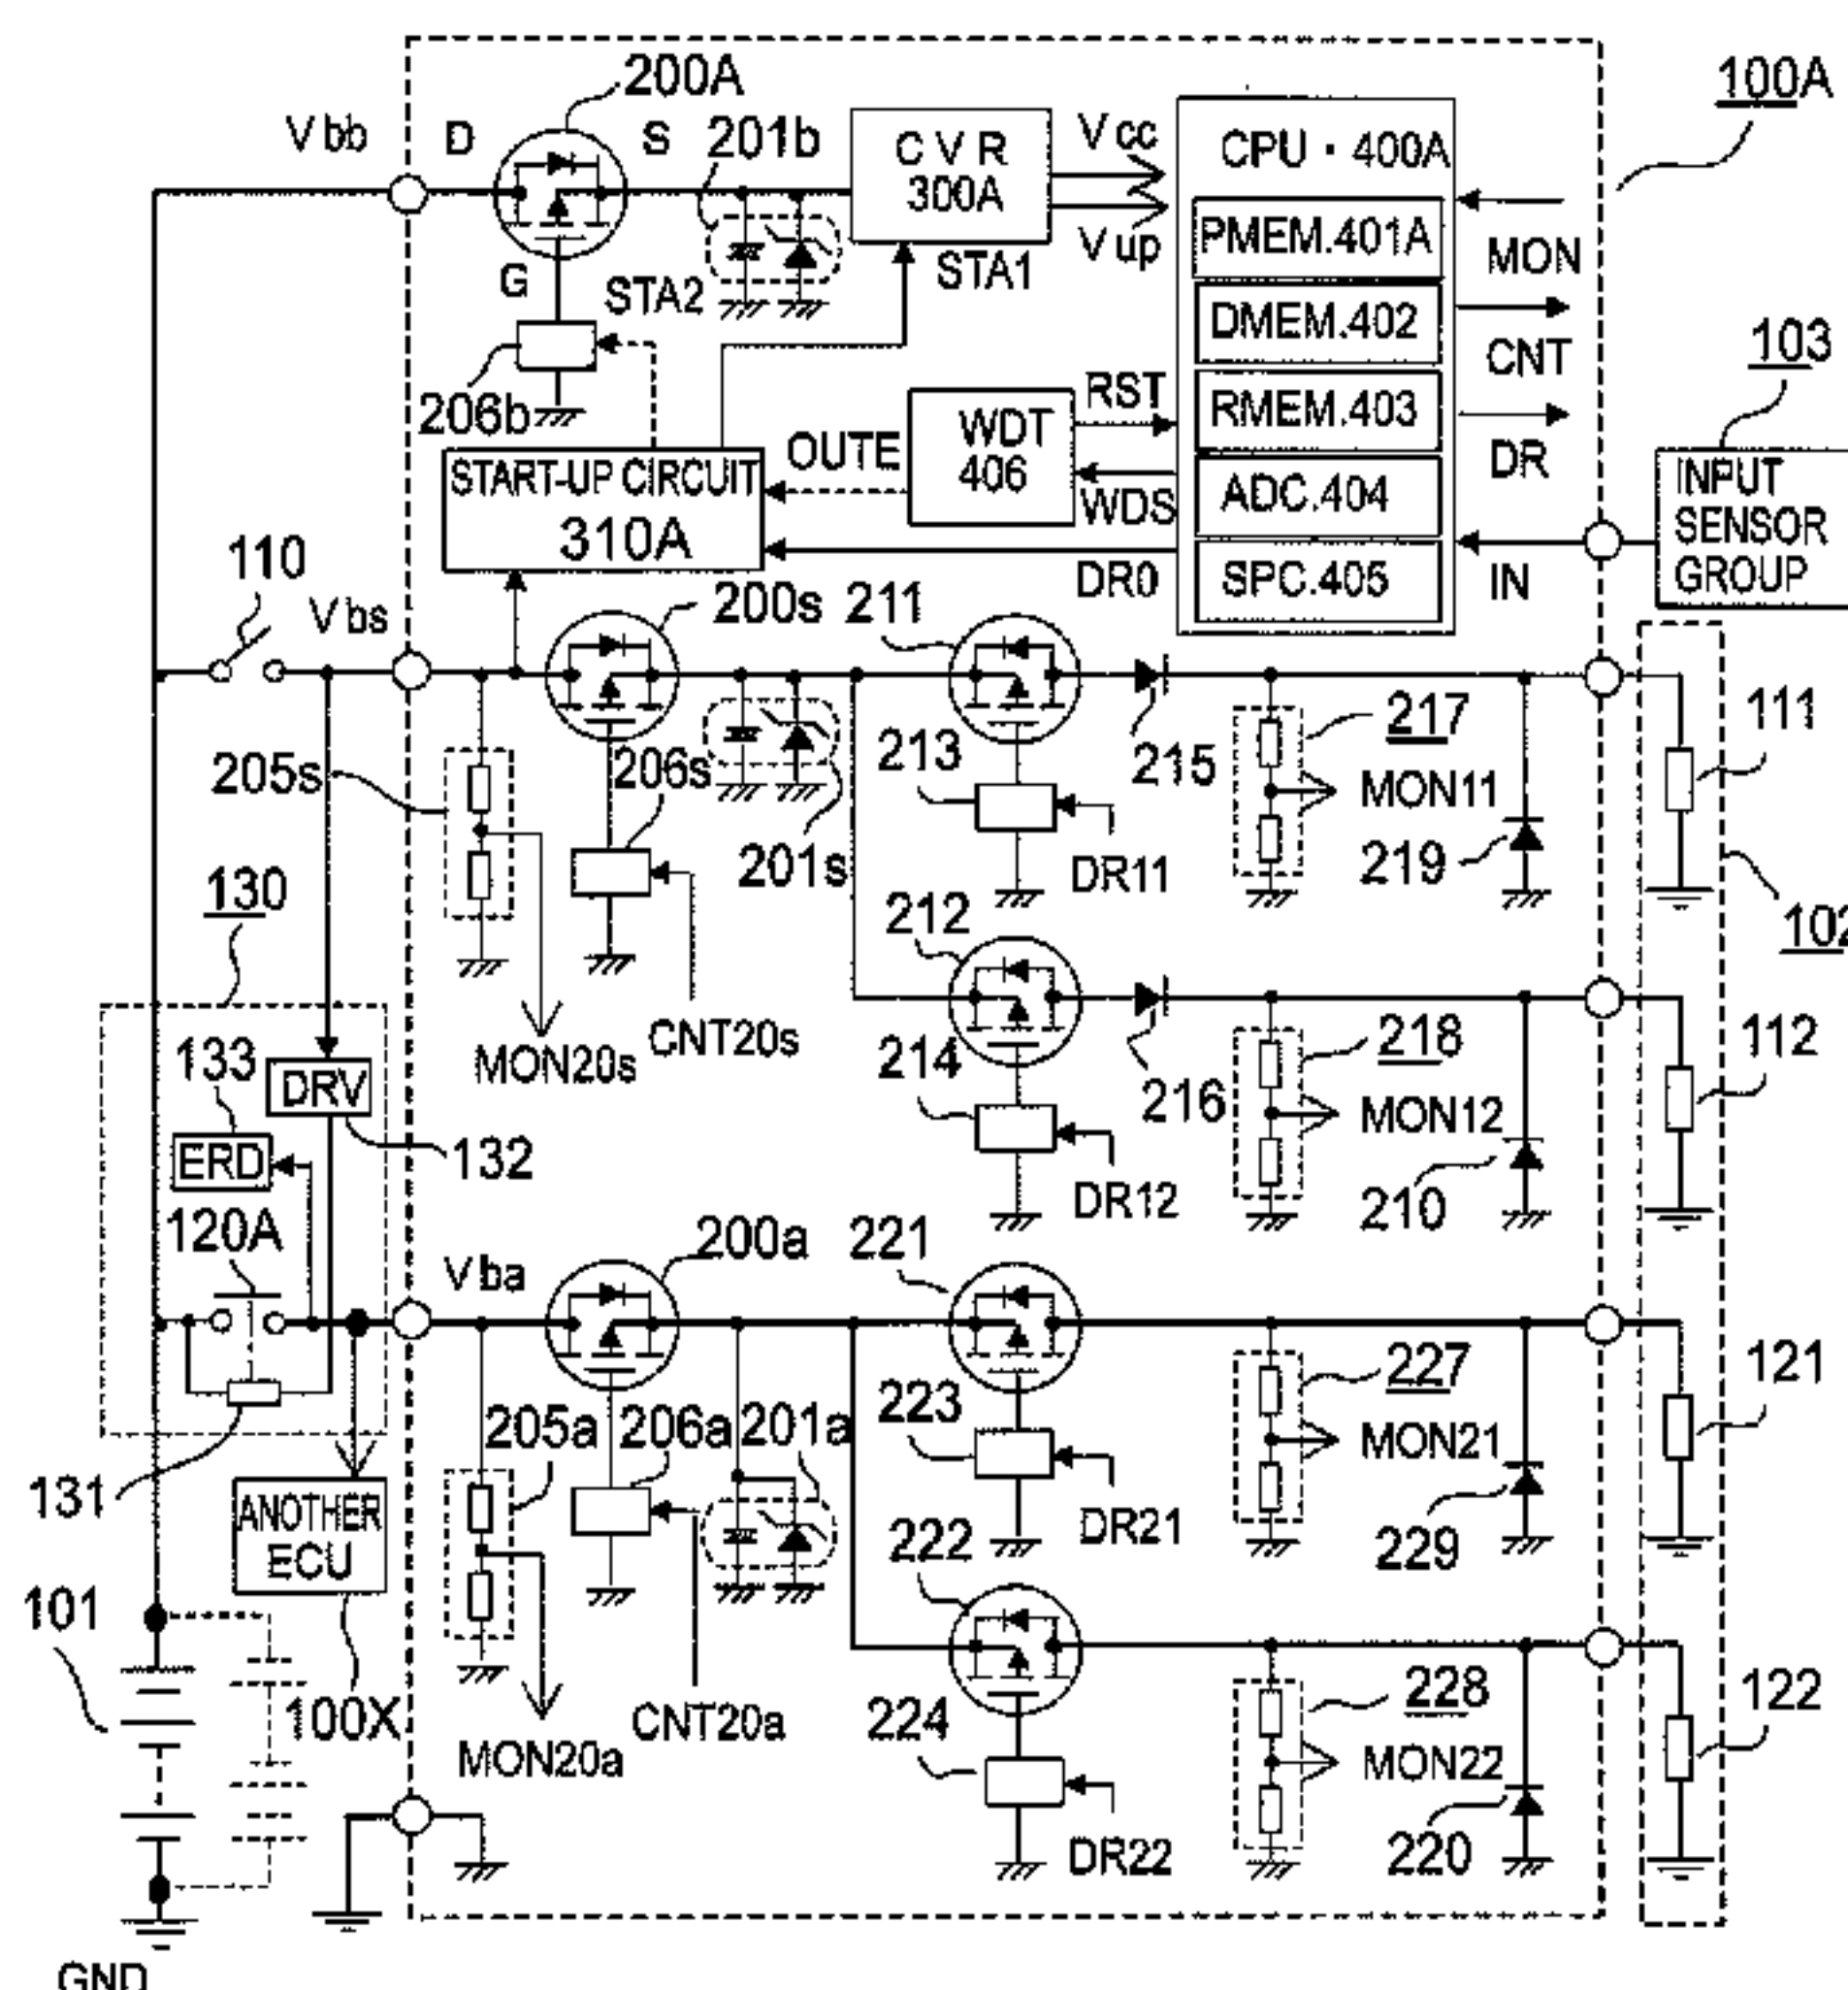 200A
100A
Vbb
D
S
201b
CVR
300A
Vcc
Vup
CPU・400A
PMEM.401A
DMEM.402
RMEM.403
ADC.404
SPC.405
MON
CNT
DR
IN
103
INPUT
SENSOR
GROUP
G
STA2
STA1
206b
RST
WDT
406
OUTE
WDS
START-UP CIRCUIT
310A
DR0
110
Vbs
200s
211
205s
206s
201s
213
215
217
MON11
111
DR11
219
130
212
102
MON20s
CNT20s
214
216
218
MON12
112
133
DRV
132
ERD
120A
DR12
210
Vba
200a
221
205a
206a
201a
223
227
MON21
121
131
ANOTHER
ECU
DR21
229
222
101
100X
MON20a
CNT20a
224
228
MON22
122
DR22
220
GND